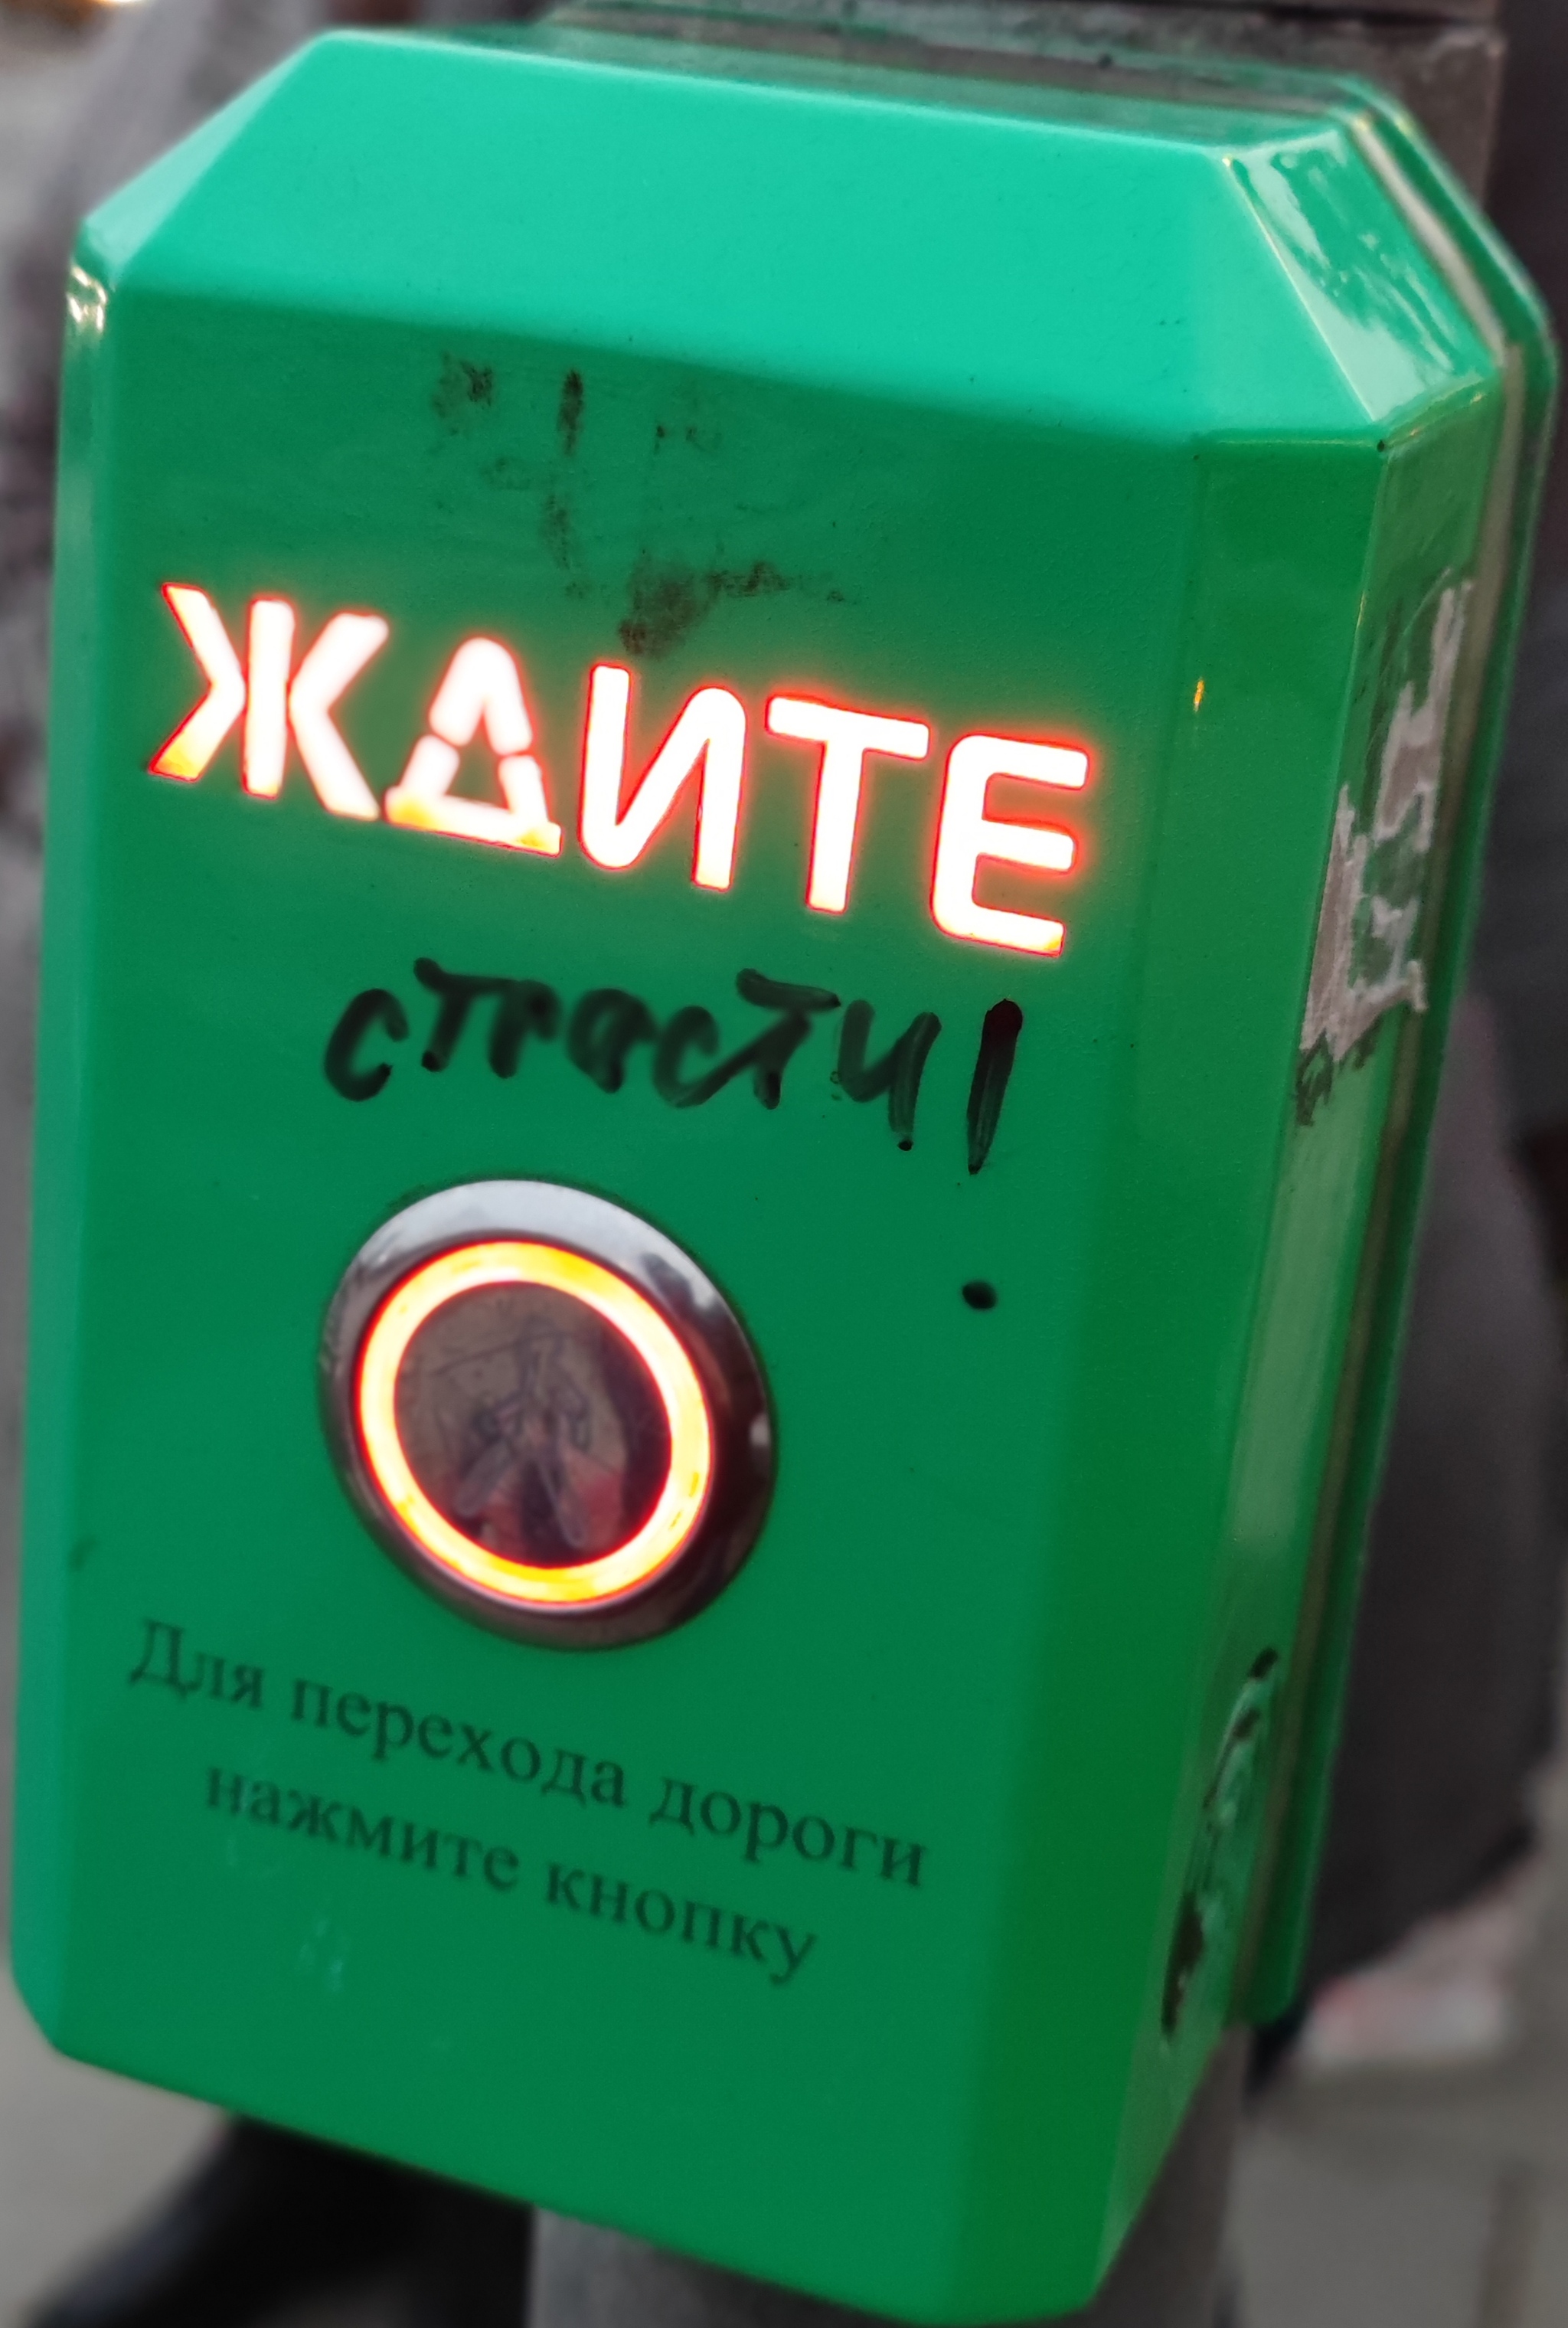 ЖДИТЕ
страсти!
Для перехода дороги
нажмите кнопку